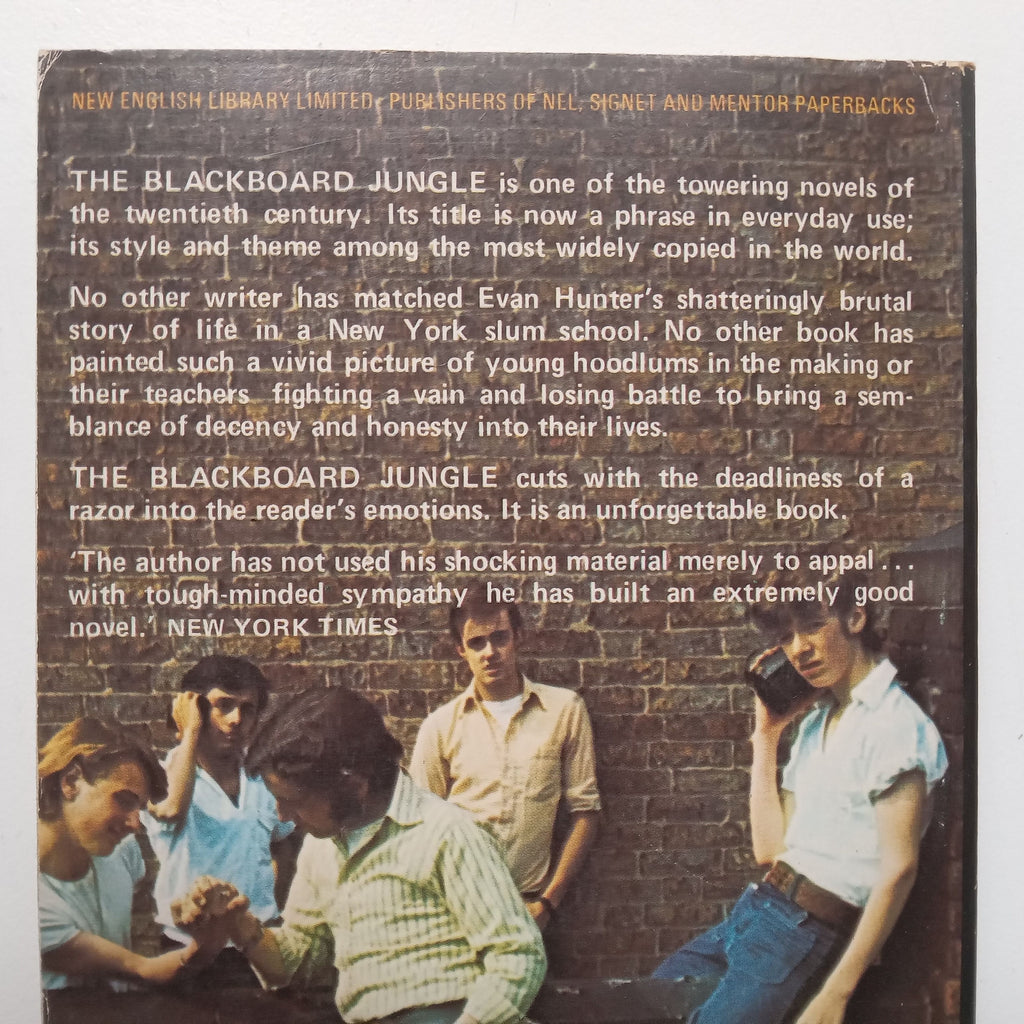 NEW ENGLISH LIBRARY LIMITED, PUBLISHERS OF NEL, SIGNET AND MENTOR PAPERBACKS
THE BLACKBOARD JUNGLE is one of the towering novels of
the twentieth century. Its title is now a phrase in everyday use;
its style and theme among the most widely copied in the world.
No other writer has matched Evan Hunter's shatteringly brutal
story of life in a New York slum school. No other book has
painted such a vivid picture of young hoodlums in the making or
their teachers fighting a vain and losing battle to bring a sem-
blance of decency and honesty into their lives.
THE BLACKBOARD JUNGLE cuts with the deadliness of a
razor into the reader's emotions. It is an unforgettable book.
'The author has not used his shocking material merely to appal...
with tough-minded sympathy he has built an extremely good
novel.' NEW YORK TIMES